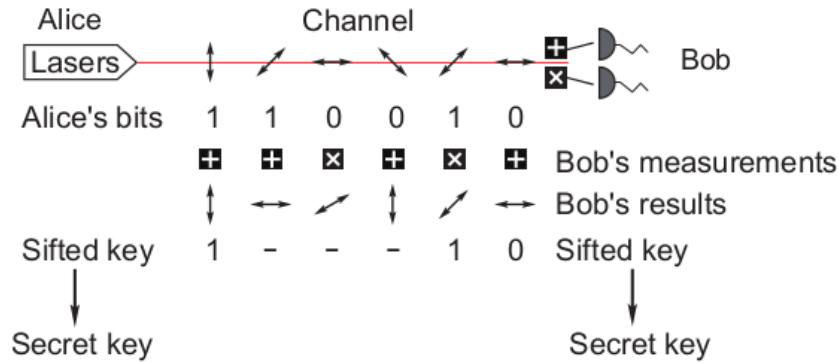 Alice Channel
Lasers + Bob
×
Alice's bits 1 1 0 0 1 0
+ + × + × + Bob's measurements
Bob's results
Sifted key 1 - - - 1 0 Sifted key
Secret key Secret key